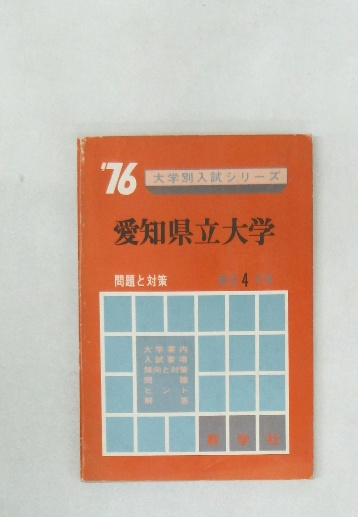 '76 大学別入試シリーズ
愛知県立大学
問題と対策 最近4か年
大学案内
入試要項
傾向と対策
問題
ヒント
解答
教学社